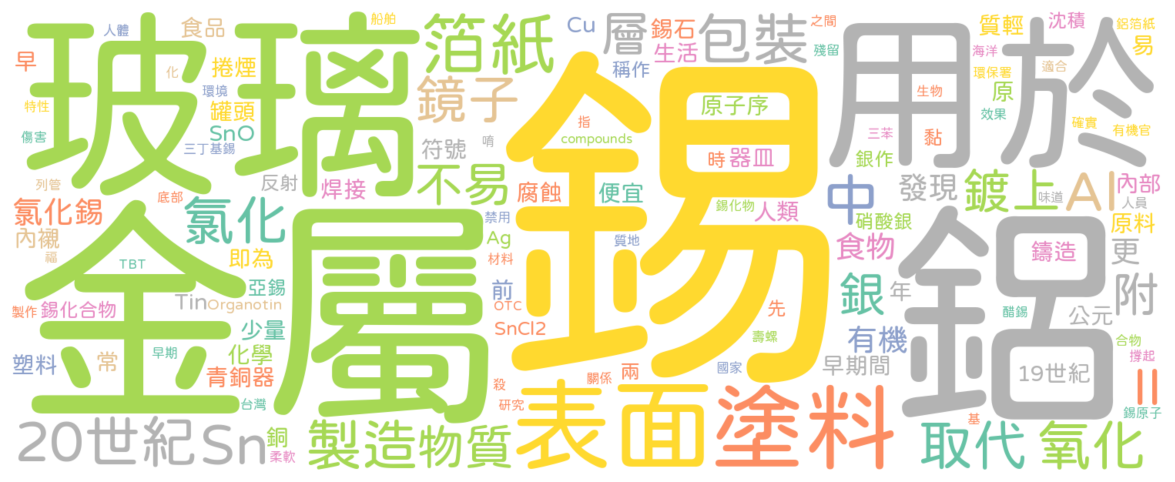 玻璃
金屬
錫
用於
鋁
箔紙
鏡子
層
包裝
表面
塗料
製造
物質
20世紀
Sn
氯化
氯化錫
不易
中
鍍上
Al
銀
附
更
取代
氧化
II
發現
早期間
有機
食物
原子序
器皿
人類
時
硝酸銀
銀作
黏
原
原料
內部
鑄造
公元
年
19世紀
質輕
沈積
易
鋁箔紙
之間
殘留
海洋
環保署
適合
生物
三苯
效果
確實
有機官
味道
人員
醋錫
合物
撐起
錫原子
基
國家
壽螺
先
兩
關係
研究
殺
錫化物
質地
便宜
腐蝕
compounds
指
Cu
錫石
生活
稱作
船舶
人體
食品
早
化
捲煙
環境
罐頭
SnO
特性
傷害
三丁基錫
符號
啃
反射
焊接
列管
底部
內襯
福
即為
TBT
亞錫
Tin
Organotin
製作
錫化合物
少量
化學
塑料
常
早期
青銅器
台灣
銅
柔軟
禁用
Ag
材料
前
OTC
SnCl2